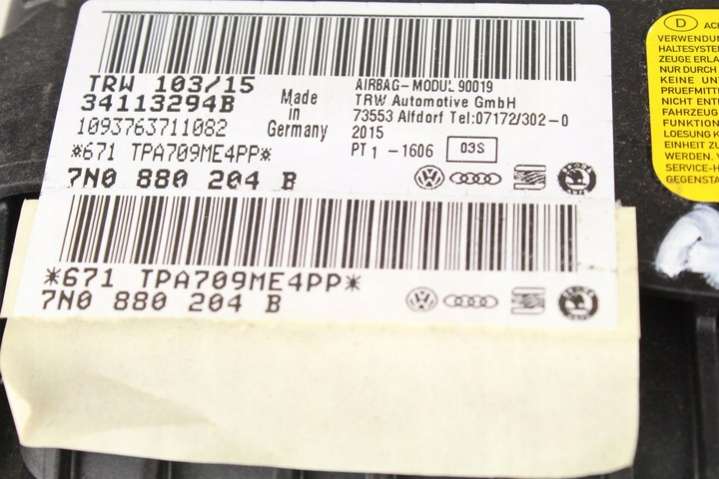 TRW 103/15
34113294B
1093763711082
*671 TPA709ME4PP*
7N0 880 204 B
Made
in
Germany
AIRBAG-MODUL 90019
TRW Automotive GmbH
73553 Alfdorf Tel:07172/302-0
2015
PT 1 -1606 03S
*671 TPA709ME4PP*
7N0 880 204 B
D
VERWENDU
HALTESYSTE
ZEUGE ERLA
NUR DURCH
KEINE UN
PRUEFMITTE
NICHT ENT
FAHRZEUG
FUNKTION
LOESUNG K
EINHEIT ZU
WERDEN. V
SERVICE-H
GEGENSTA